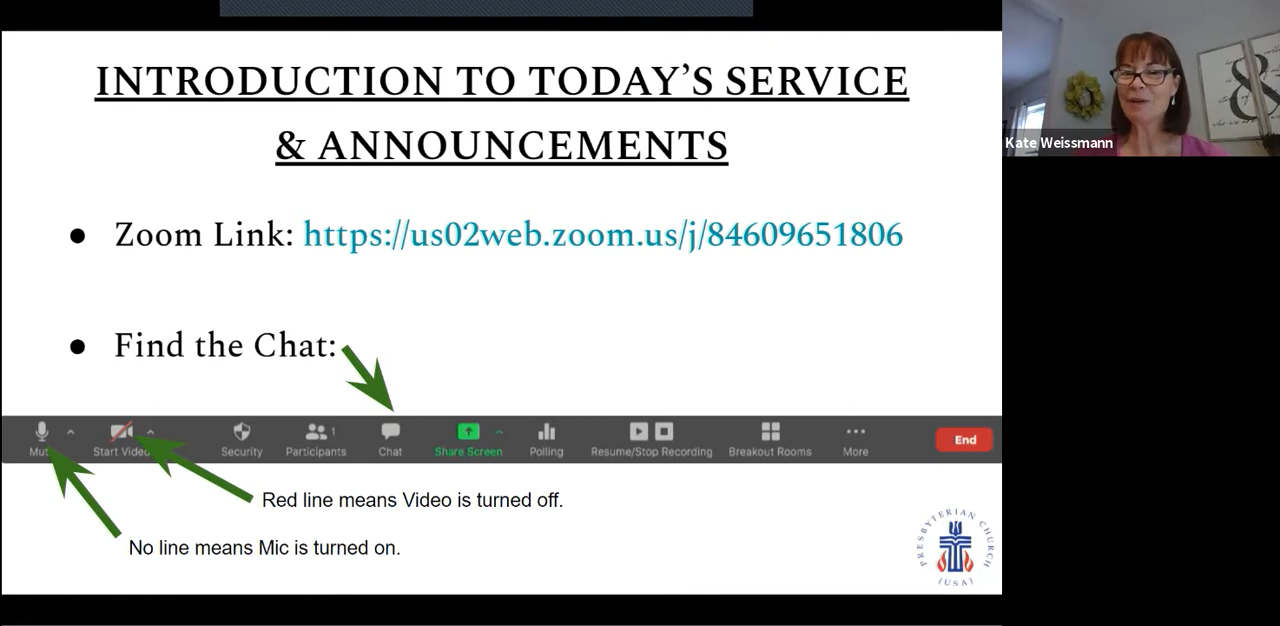 INTRODUCTION TO TODAY’S SERVICE
& ANNOUNCEMENTS
● Zoom Link: https://us02web.zoom.us/j/84609651806
● Find the Chat:
Start Video
Security
Participants 1
Chat
Share Screen
Polling
Resume/Stop Recording
Breakout Rooms
More
End
Red line means Video is turned off.
No line means Mic is turned on.
PRESBYTERIAN CHURCH
(USA)
Kate Weissmann
&